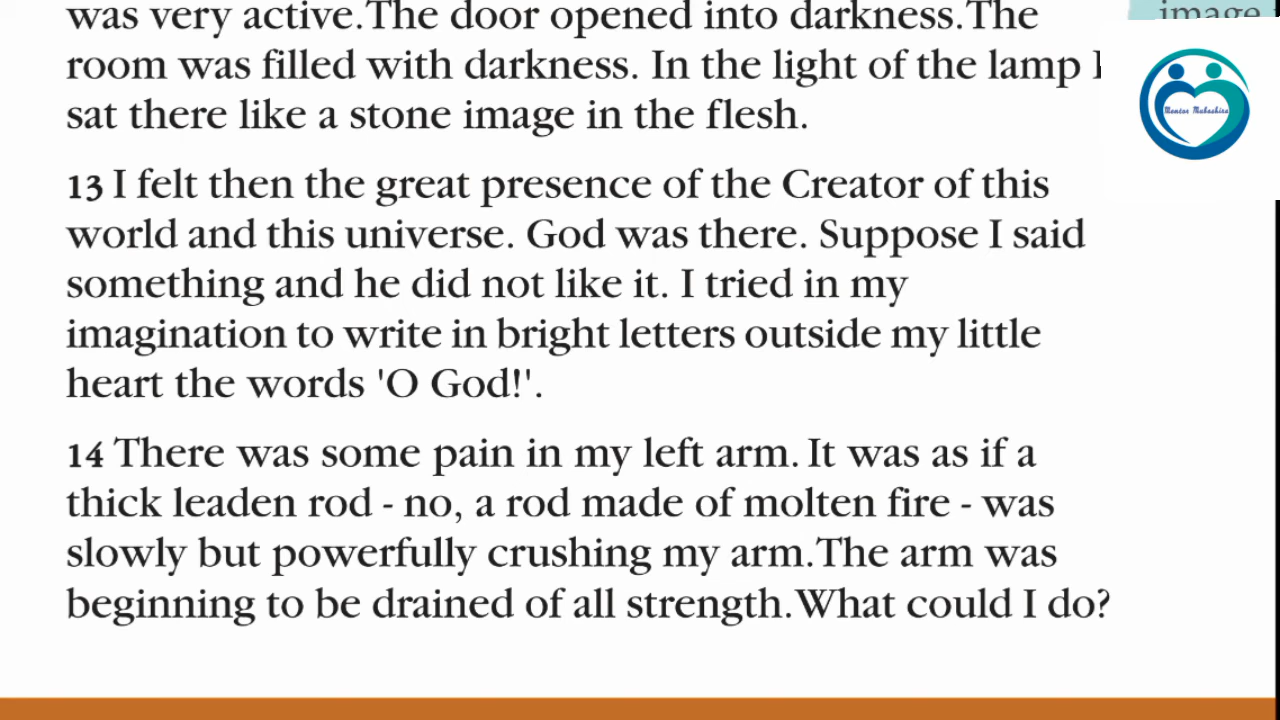 was very active.The door opened into darkness.The
image
room was filled with darkness. In the light of the lamp I
sat there like a stone image in the flesh.
Mentor Mubashira
13 I felt then the great presence of the Creator of this
world and this universe. God was there. Suppose I said
something and he did not like it. I tried in my
imagination to write in bright letters outside my little
heart the words 'O God!'.
14 There was some pain in my left arm. It was as if a
thick leaden rod - no, a rod made of molten fire - was
slowly but powerfully crushing my arm.The arm was
beginning to be drained of all strength.What could I do?